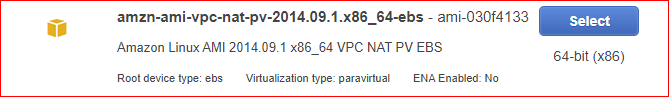 amzn-ami-vpc-nat-pv-2014.09.1.x86_64-ebs - ami-030f4133
Select
Amazon Linux AMI 2014.09.1 x86_64 VPC NAT PV EBS
64-bit (x86)
Root device type: ebs Virtualization type: paravirtual ENA Enabled: No